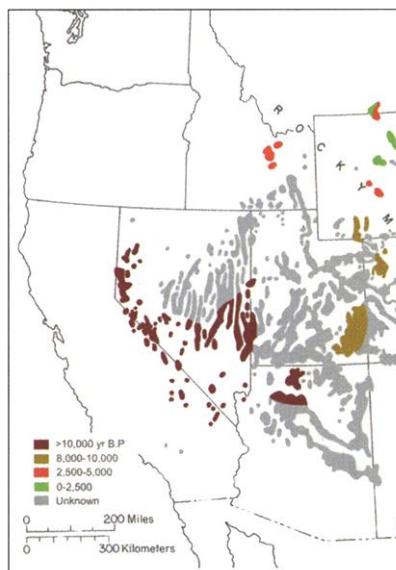 R
O
C
K
Y
M
>10,000 yr B.P
8,000-10,000
2,500-5,000
0-2,500
Unknown
0 200 Miles
0 300 Kilometers